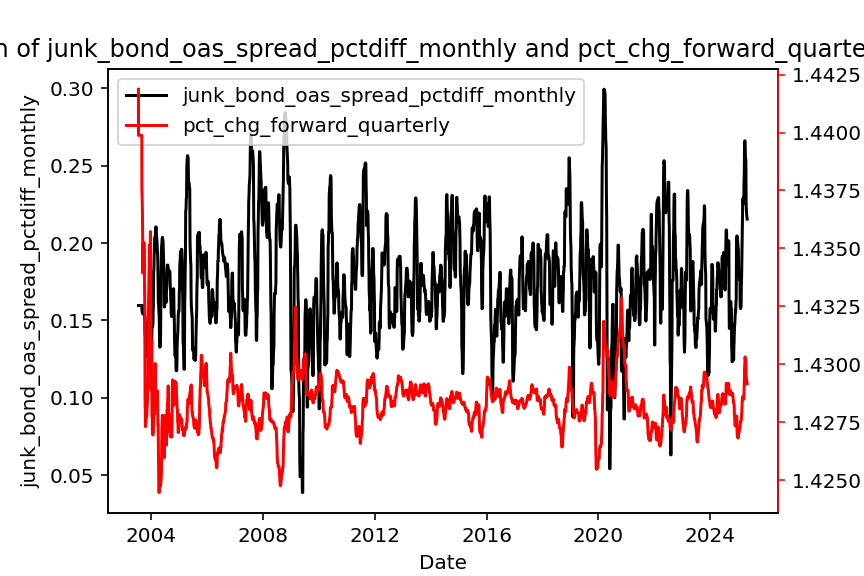 of junk_bond_oas_spread_pctdiff_monthly and pct_chg_forward_quarte
junk_bond_oas_spread_pctdiff_monthly
pct_chg_forward_quarterly
junk_bond_oas_spread_pctdiff_monthly
0.30
0.25
0.20
0.15
0.10
0.05
1.4425
1.4400
1.4375
1.4350
1.4325
1.4300
1.4275
1.4250
2004 2008 2012 2016 2020 2024
Date